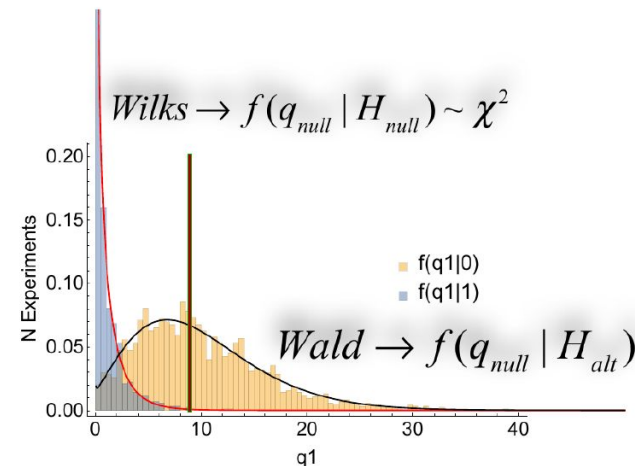 Wilks → f(q_null | H_null) ~ χ²
0.20
0.15
0.10
0.05
0.00
N Experiments
f(q1|0)
f(q1|1)
Wald → f(q_null | H_alt)
0 10 20 30 40
q1